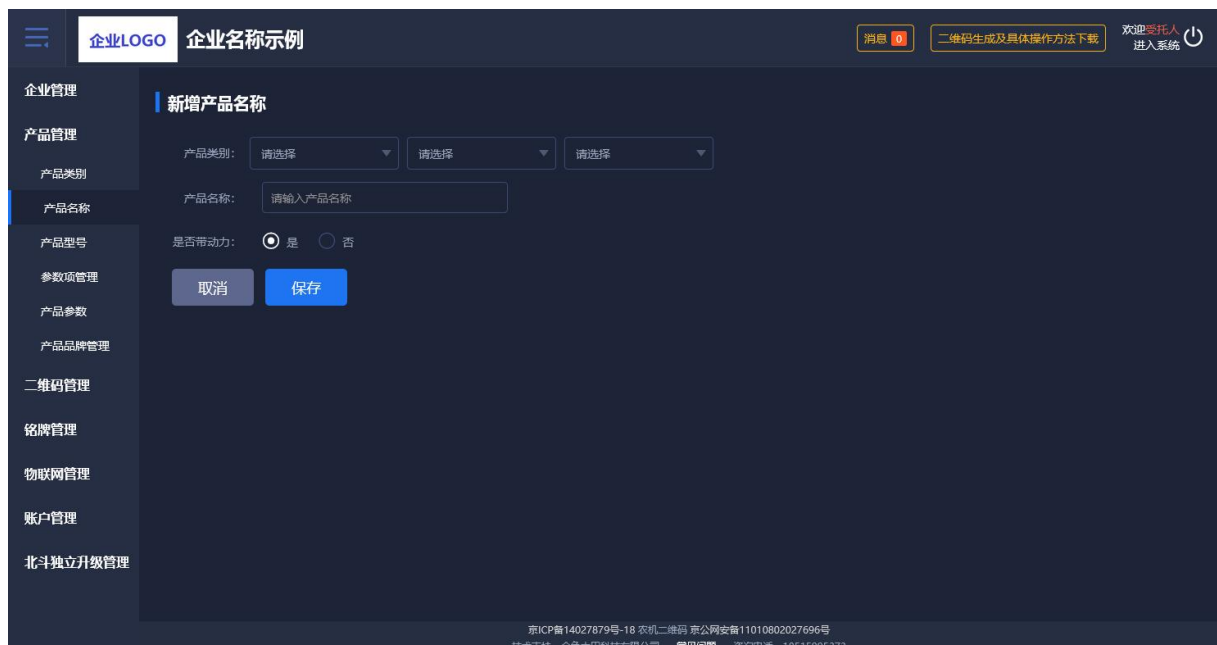 企业LOGO 企业名称示例 消息 0 二维码生成及具体操作方法下载 欢迎受托人
进入系统
企业管理
新增产品名称
产品管理
产品类别： 请选择 请选择 请选择
产品类别
产品名称： 请输入产品名称
产品名称
产品型号
是否带动力： 是 否
参数项管理
取消 保存
产品参数
产品品牌管理
二维码管理
铭牌管理
物联网管理
账户管理
北斗独立升级管理
京ICP备14027879号-18 农机二维码 京公网安备11010802027696号
常见问题